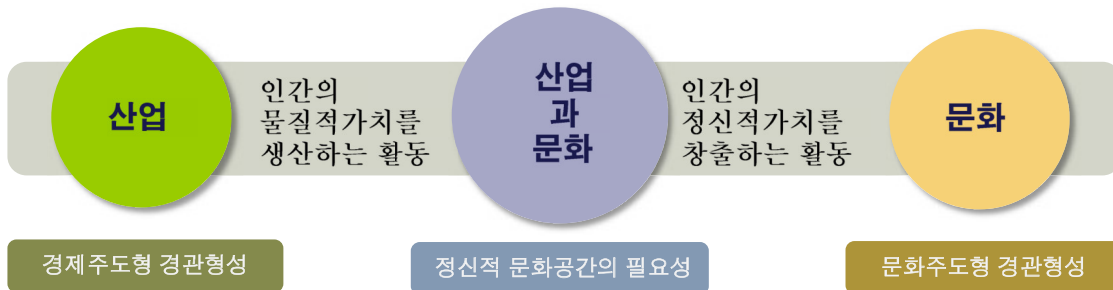 산업
인간의
물질적가치를
생산하는 활동
산업
과
문화
인간의
정신적가치를
창출하는 활동
문화
경제주도형 경관형성
정신적 문화공간의 필요성
문화주도형 경관형성